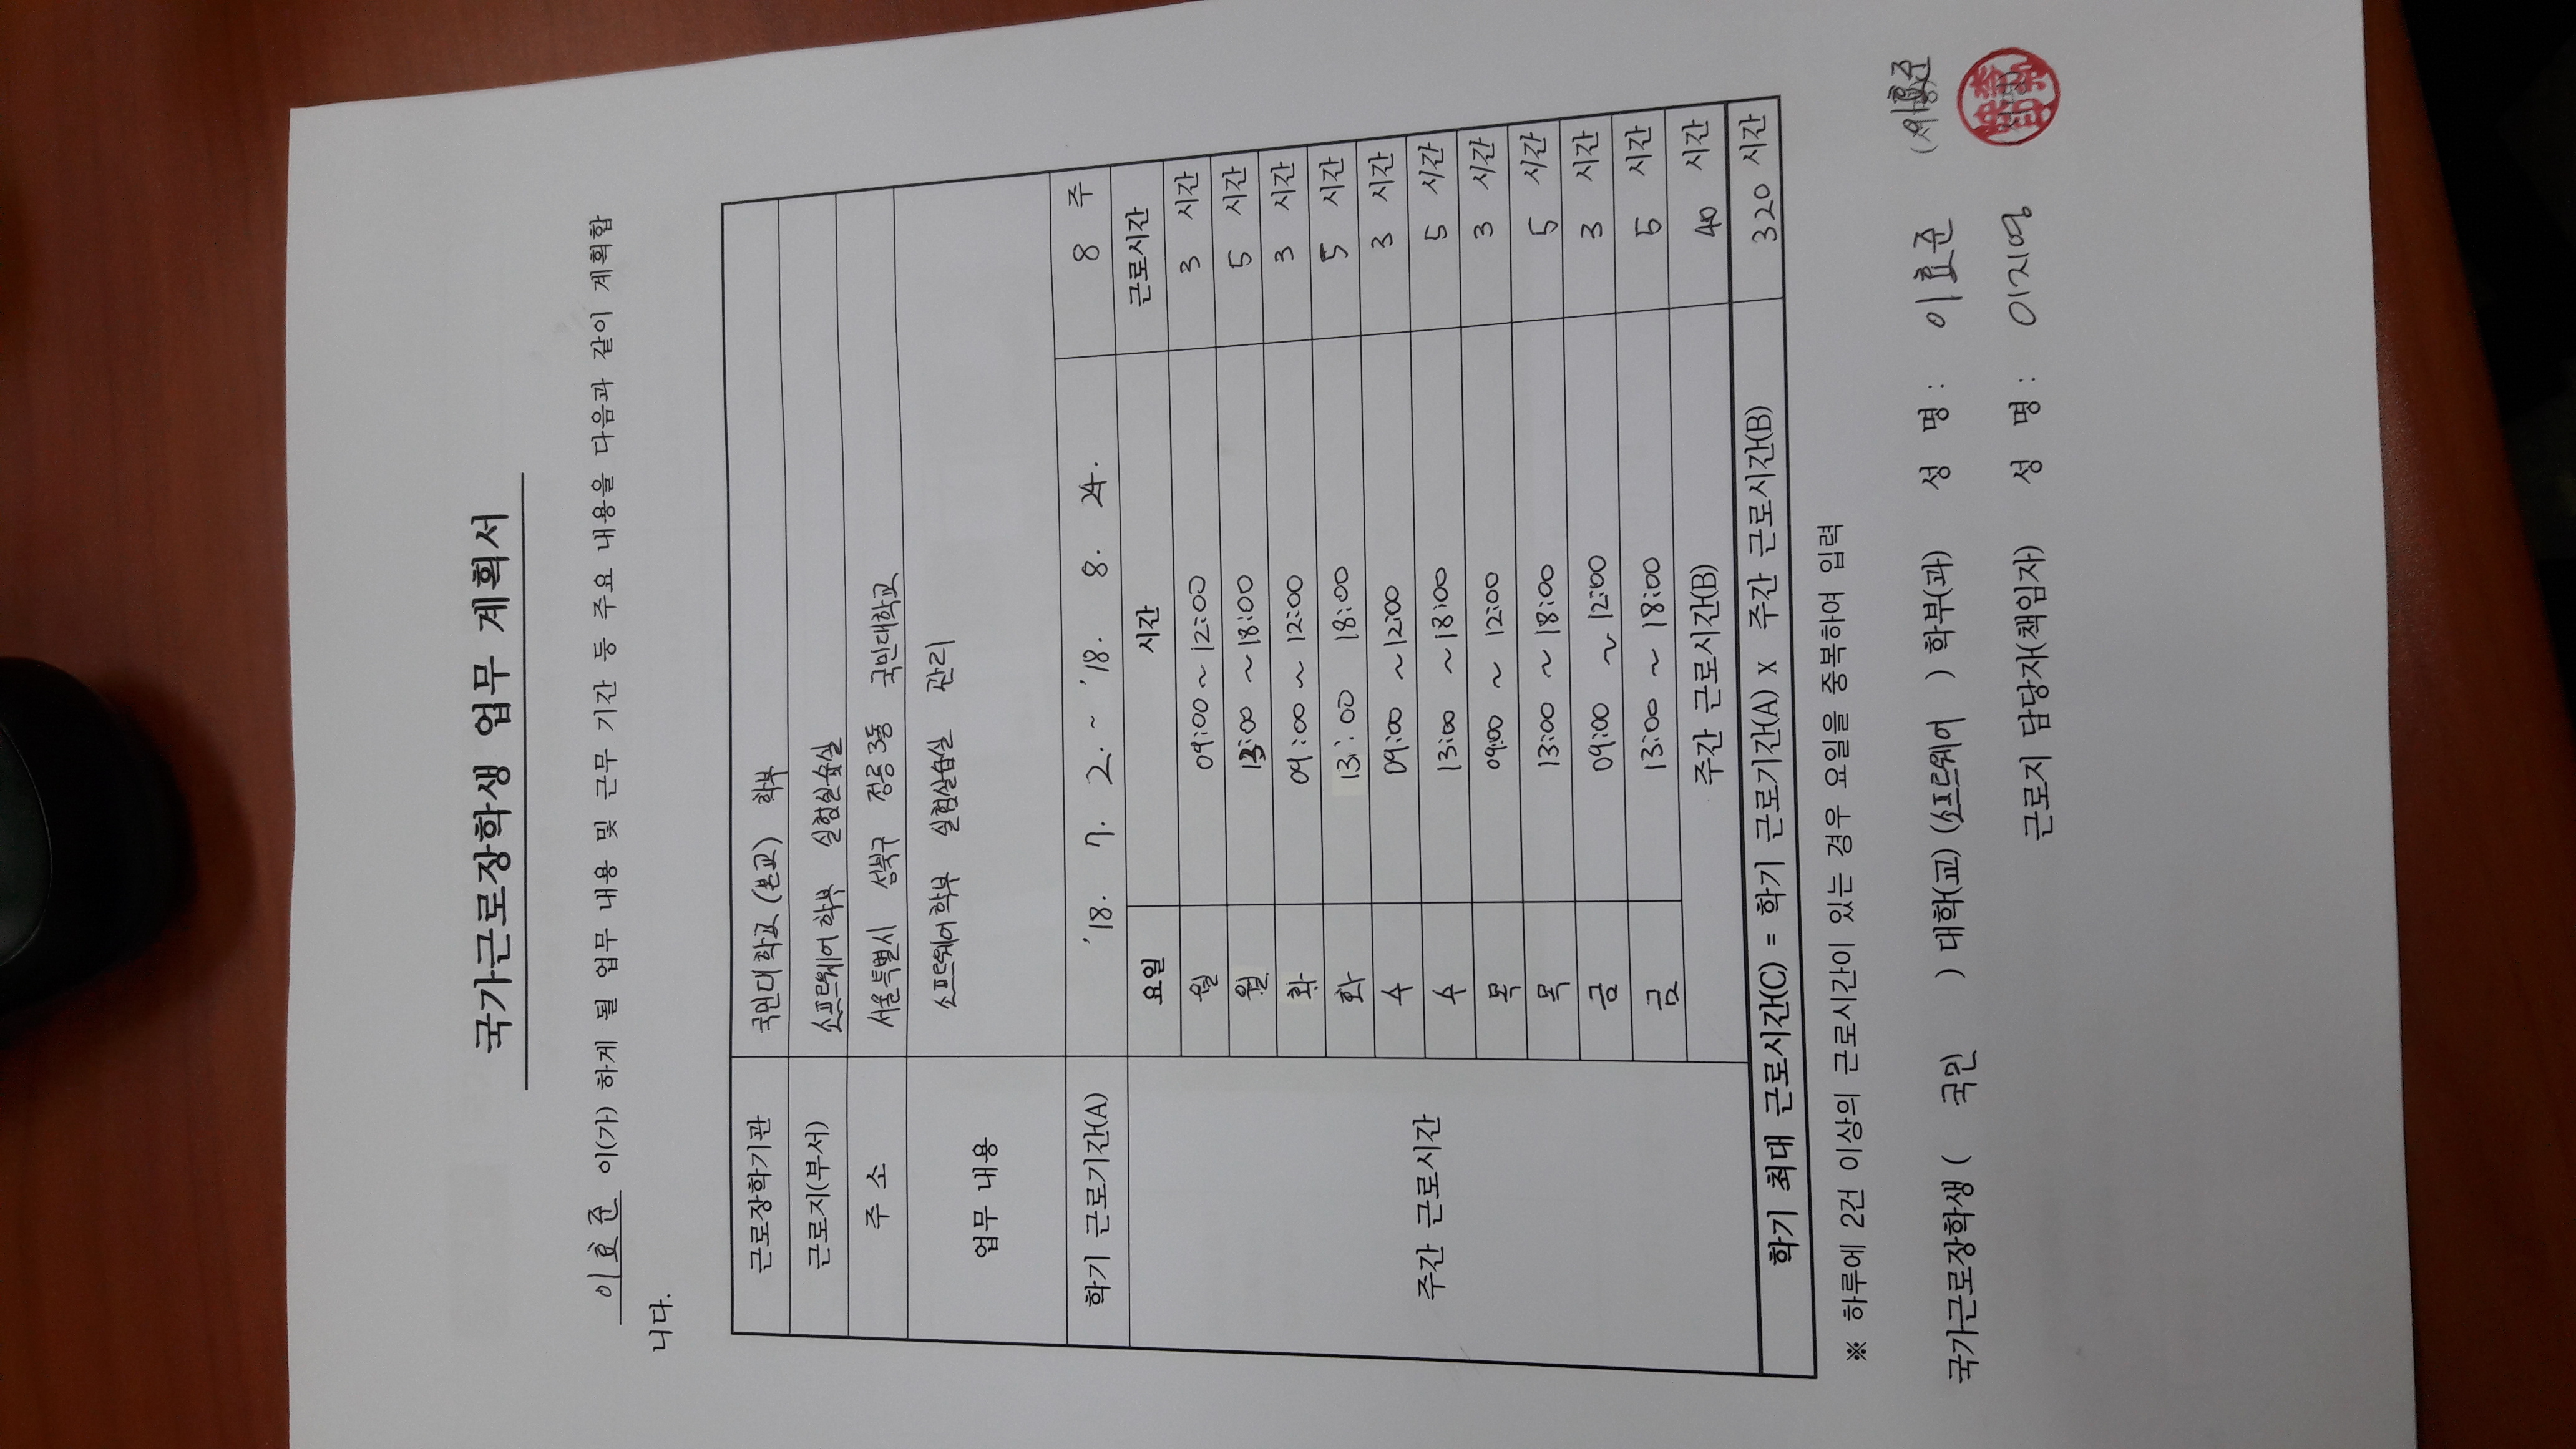 국가근로장학생 업무 계획서
이효준 이(가) 하게 될 업무 내용 및 근무 기간 등 주요 내용을 다음과 같이 계획합
니다.
근로장학기관 국민대학교 (본교) 학부
근로지(부서) 소프트웨어학부 실험실습실
주 소 서울특별시 성북구 정릉3동 국민대학교
업무 내용 소프트웨어학부 실험실습실 관리
학기 근로기간(A) '18. 7. 2. ~ '18. 8. 24. 8 주
주간 근로시간
요일 시간 근로시간
월 09:00 ~ 12:00 3 시간
월 13:00 ~ 18:00 5 시간
화 09:00 ~ 12:00 3 시간
화 13:00 18:00 5 시간
수 09:00 ~ 12:00 3 시간
수 13:00 ~ 18:00 5 시간
목 09:00 ~ 12:00 3 시간
목 13:00 ~ 18:00 5 시간
금 09:00 ~ 12:00 3 시간
금 13:00 ~ 18:00 5 시간
주간 근로시간(B) 40 시간
학기 최대 근로시간(C) = 학기 근로기간(A) x 주간 근로시간(B) 320 시간
※ 하루에 2건 이상의 근로시간이 있는 경우 요일을 중복하여 입력
국가근로장학생 ( 국민 ) 대학(교) (소프트웨어 ) 학부(과) 성 명 : 이효준 이효준
근로지 담당자(책임자) 성 명 : 이지영